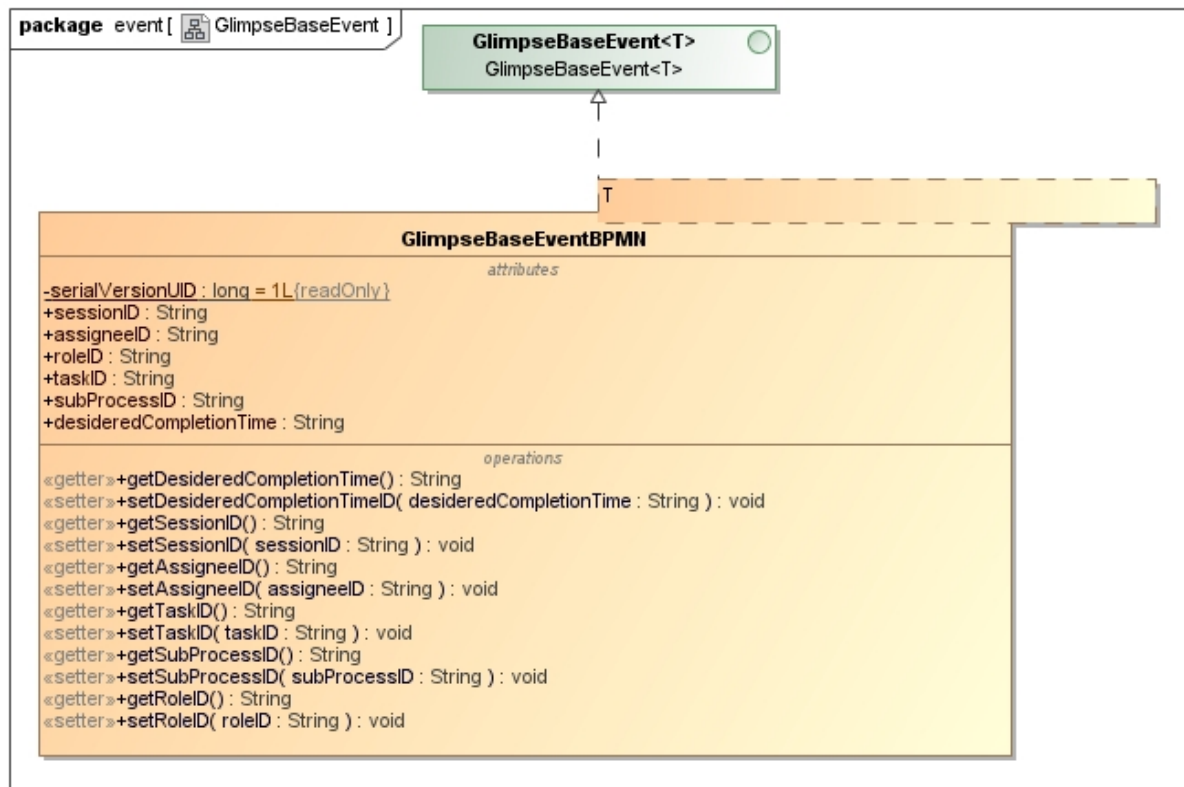 package event[ GlimpseBaseEvent ]
GlimpseBaseEvent<T>
GlimpseBaseEvent<T>
T
GlimpseBaseEventBPMN
attributes
-serialVersionUID : long = 1L{readOnly}
+sessionID : String
+assigneeID : String
+roleID : String
+taskID : String
+subProcessID : String
+desideredCompletionTime : String
operations
«getter»+getDesideredCompletionTime() : String
«setter»+setDesideredCompletionTimeID( desideredCompletionTime : String ) : void
«getter»+getSessionID() : String
«setter»+setSessionID( sessionID : String ) : void
«getter»+getAssigneeID() : String
«setter»+setAssigneeID( assigneeID : String ) : void
«getter»+getTaskID() : String
«setter»+setTaskID( taskID : String ) : void
«getter»+getSubProcessID() : String
«setter»+setSubProcessID( subProcessID : String ) : void
«getter»+getRoleID() : String
«setter»+setRoleID( roleID : String ) : void